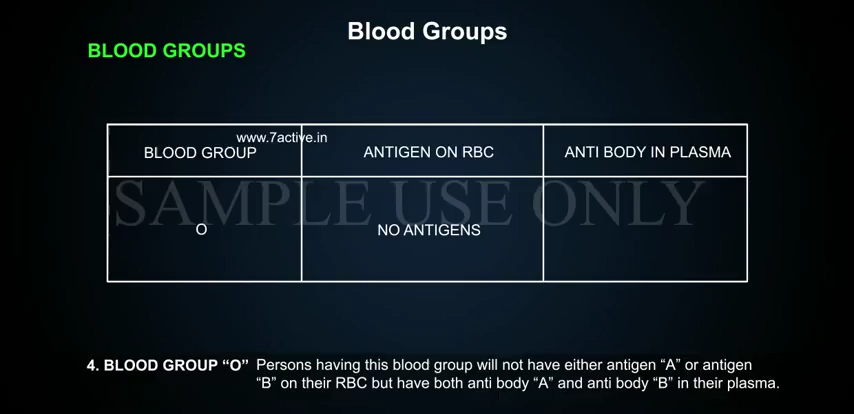 Blood Groups
BLOOD GROUPS
www.7active.in
BLOOD GROUP
ANTIGEN ON RBC
ANTI BODY IN PLASMA
SAMPLE USE ONLY
O
NO ANTIGENS
4. BLOOD GROUP “O” Persons having this blood group will not have either antigen “A” or antigen
“B” on their RBC but have both anti body “A” and anti body “B” in their plasma.